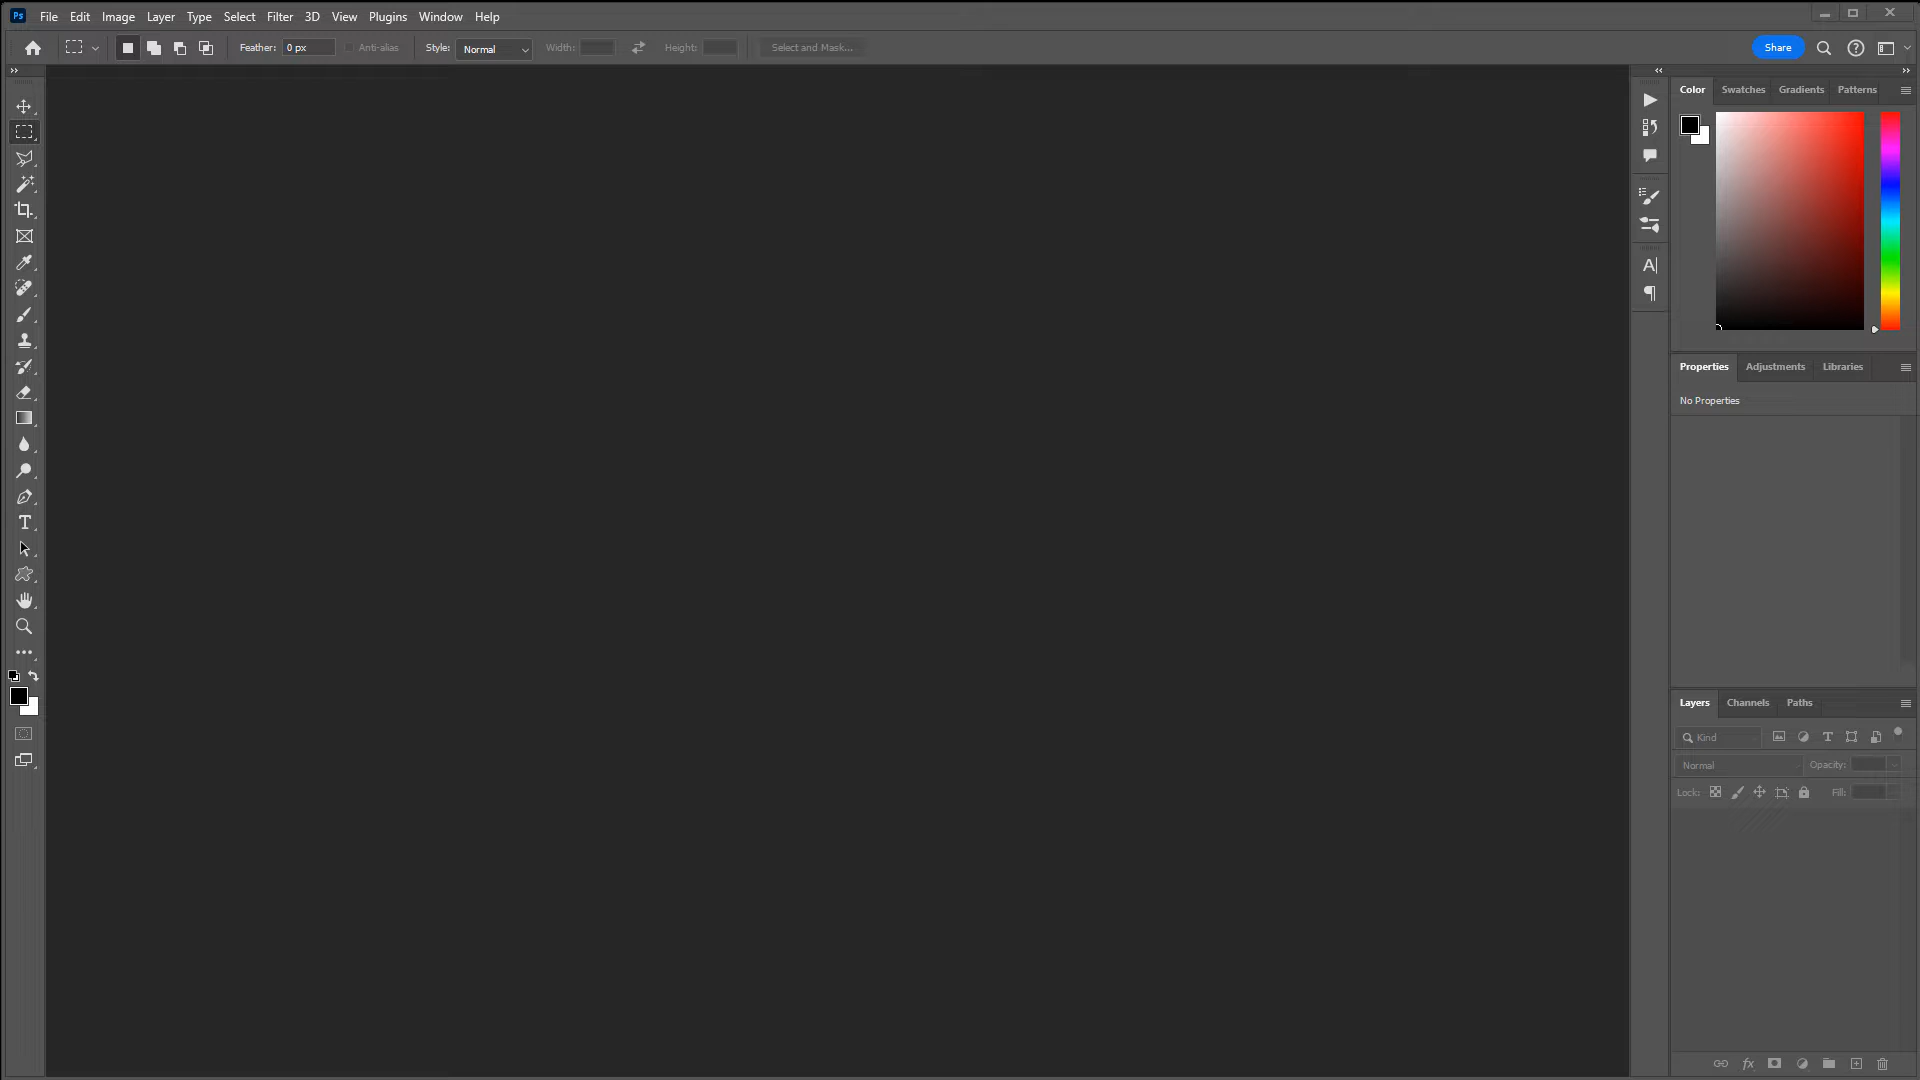 Ps File Edit Image Layer Type Select Filter 3D View Plugins Window Help
Feather: 0 px Anti-alias Style: Normal Width: Height: Select and Mask... Share
Color Swatches Gradients Patterns
Properties Adjustments Libraries
No Properties
Layers Channels Paths
Kind
Normal Opacity:
Lock: Fill: